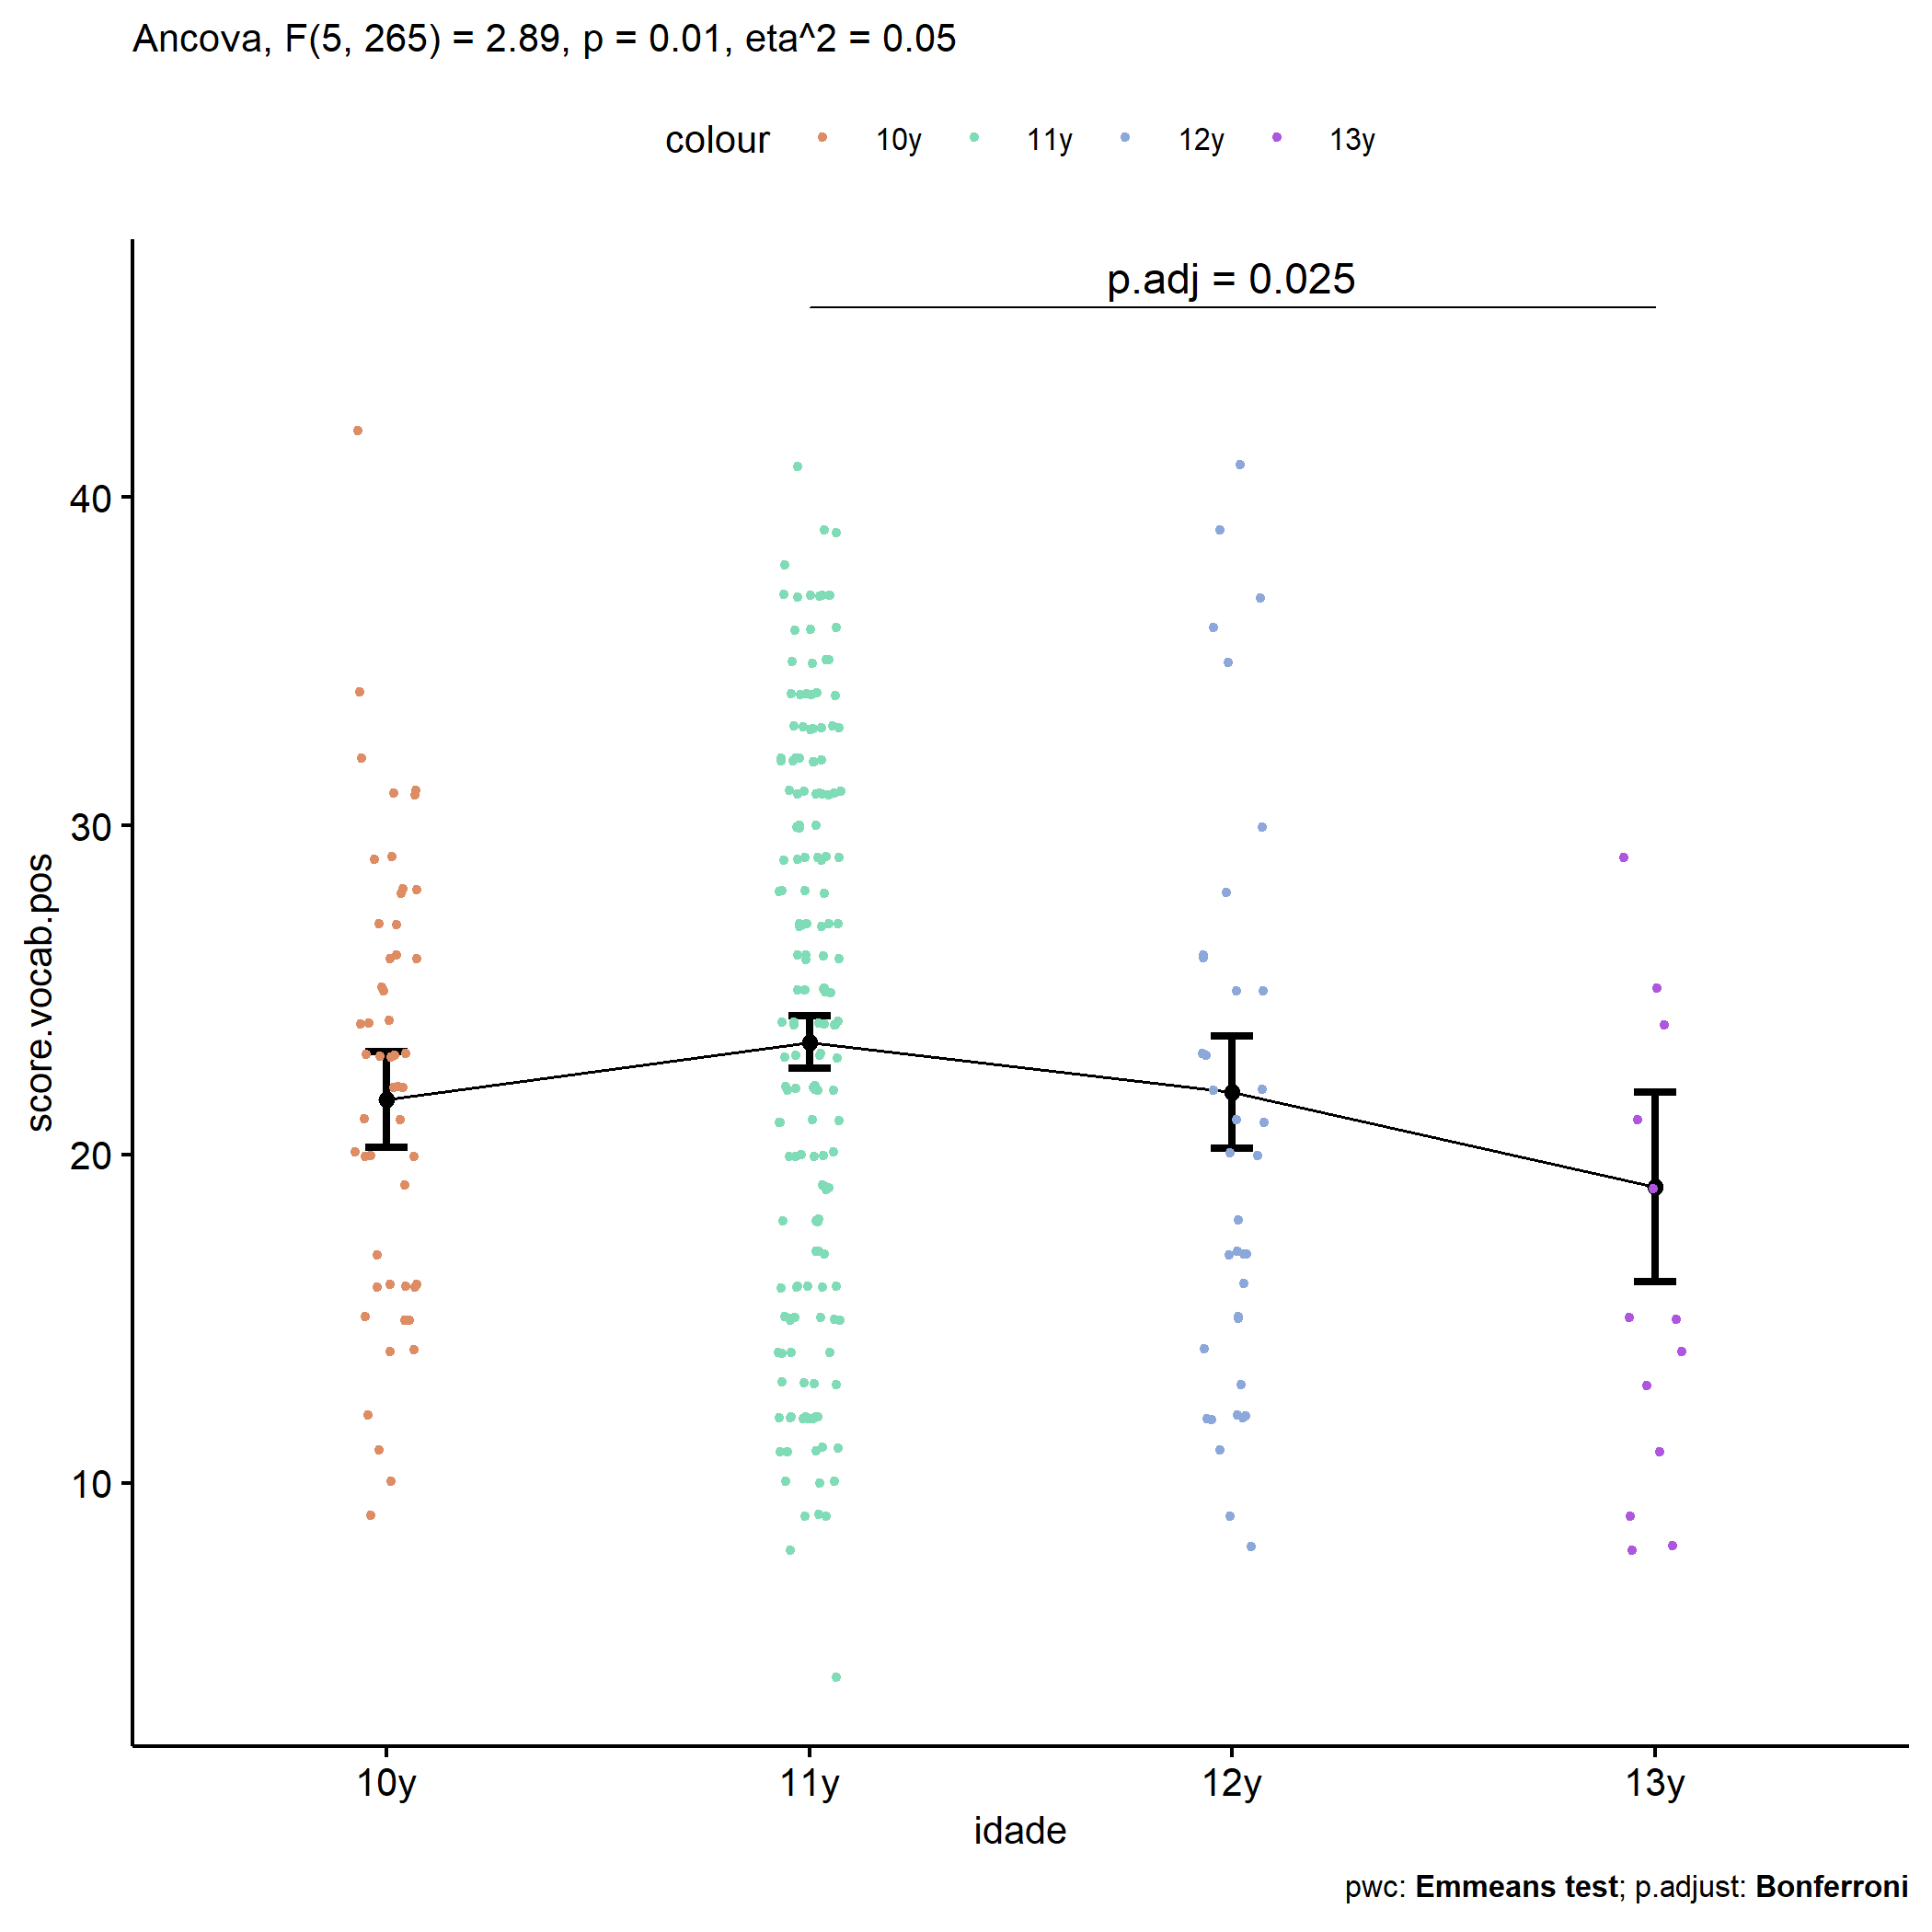 Ancova, F(5, 265) = 2.89, p = 0.01, eta^2 = 0.05
colour 10y 11y 12y 13y
p.adj = 0.025
40
30
20
10
score.vocab.pos
10y 11y 12y 13y
idade
pwc: Emmeans test; p.adjust: Bonferroni